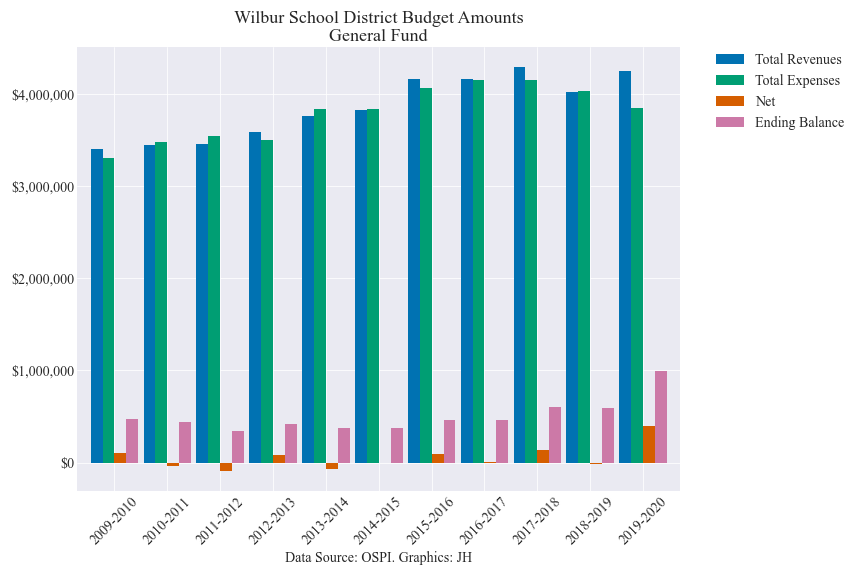 Wilbur School District Budget Amounts
General Fund
Total Revenues
Total Expenses
Net
Ending Balance
$4,000,000
$3,000,000
$2,000,000
$1,000,000
$0
2009-2010
2010-2011
2011-2012
2012-2013
2013-2014
2014-2015
2015-2016
2016-2017
2017-2018
2018-2019
2019-2020
Data Source: OSPI. Graphics: JH